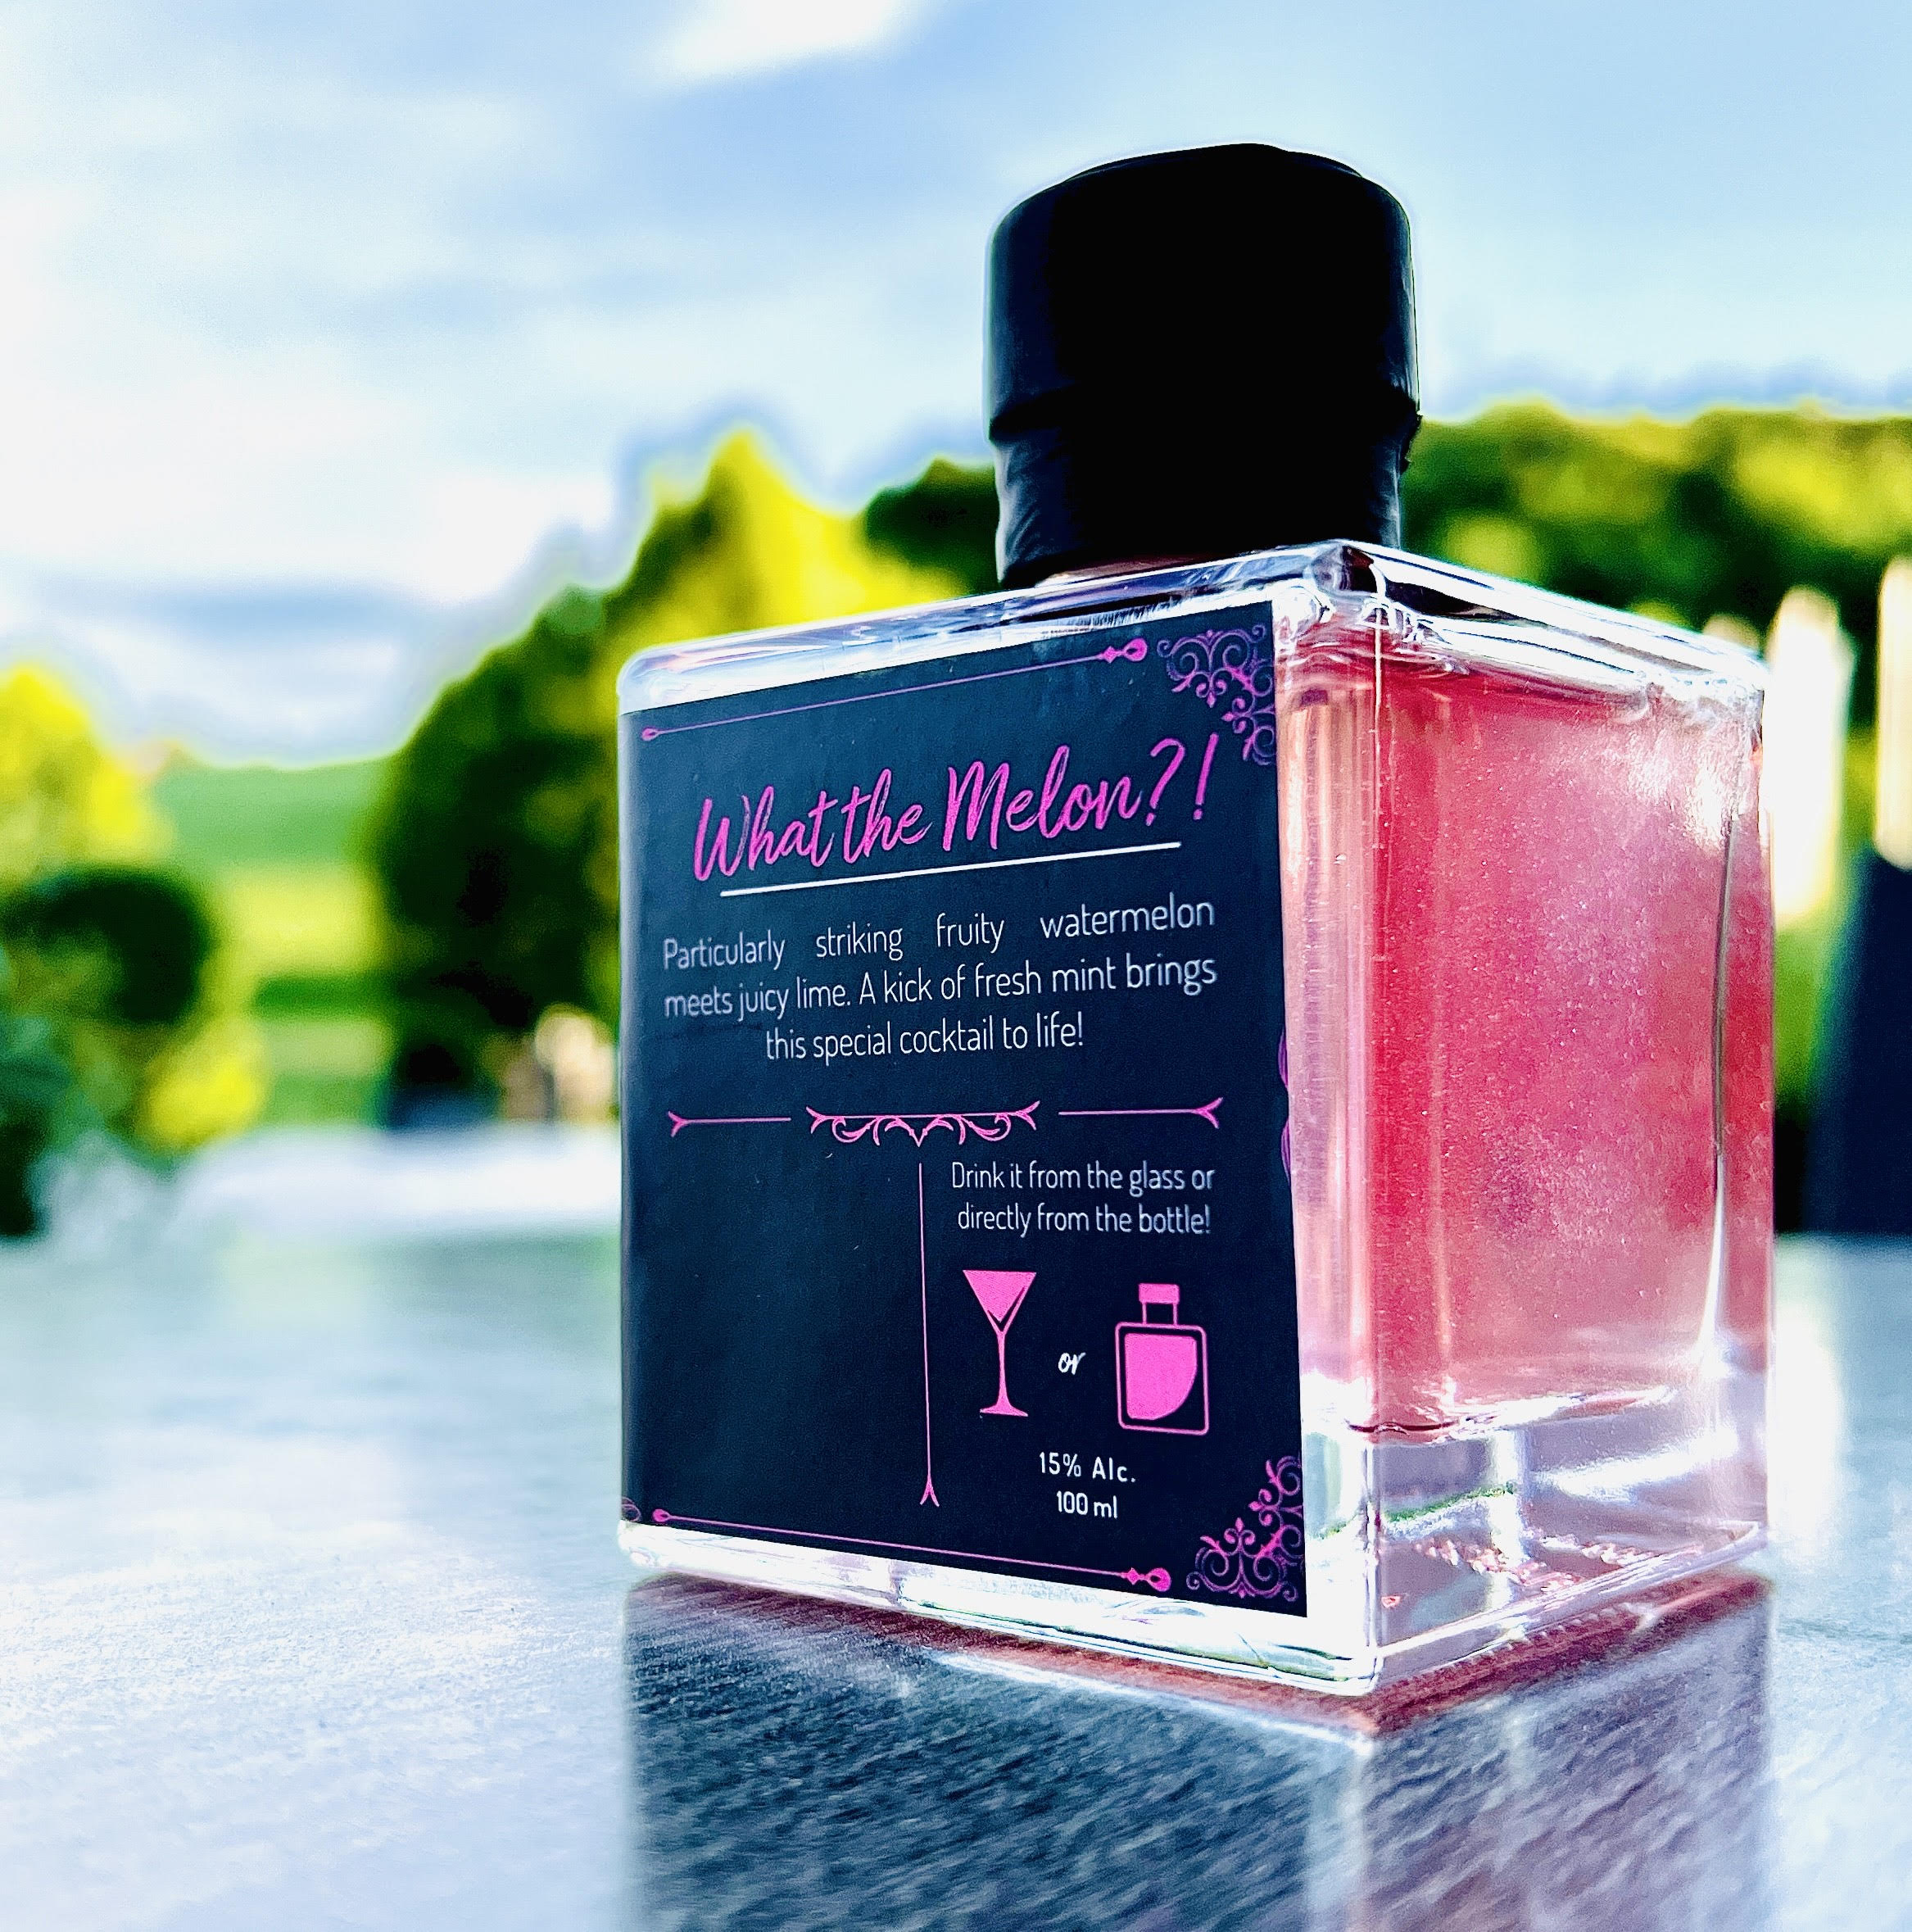 What the Melon?!
Particularly striking fruity watermelon
meets juicy lime. A kick of fresh mint brings
this special cocktail to life!
Drink it from the glass or
directly from the bottle!
or
15% Alc.
100 ml